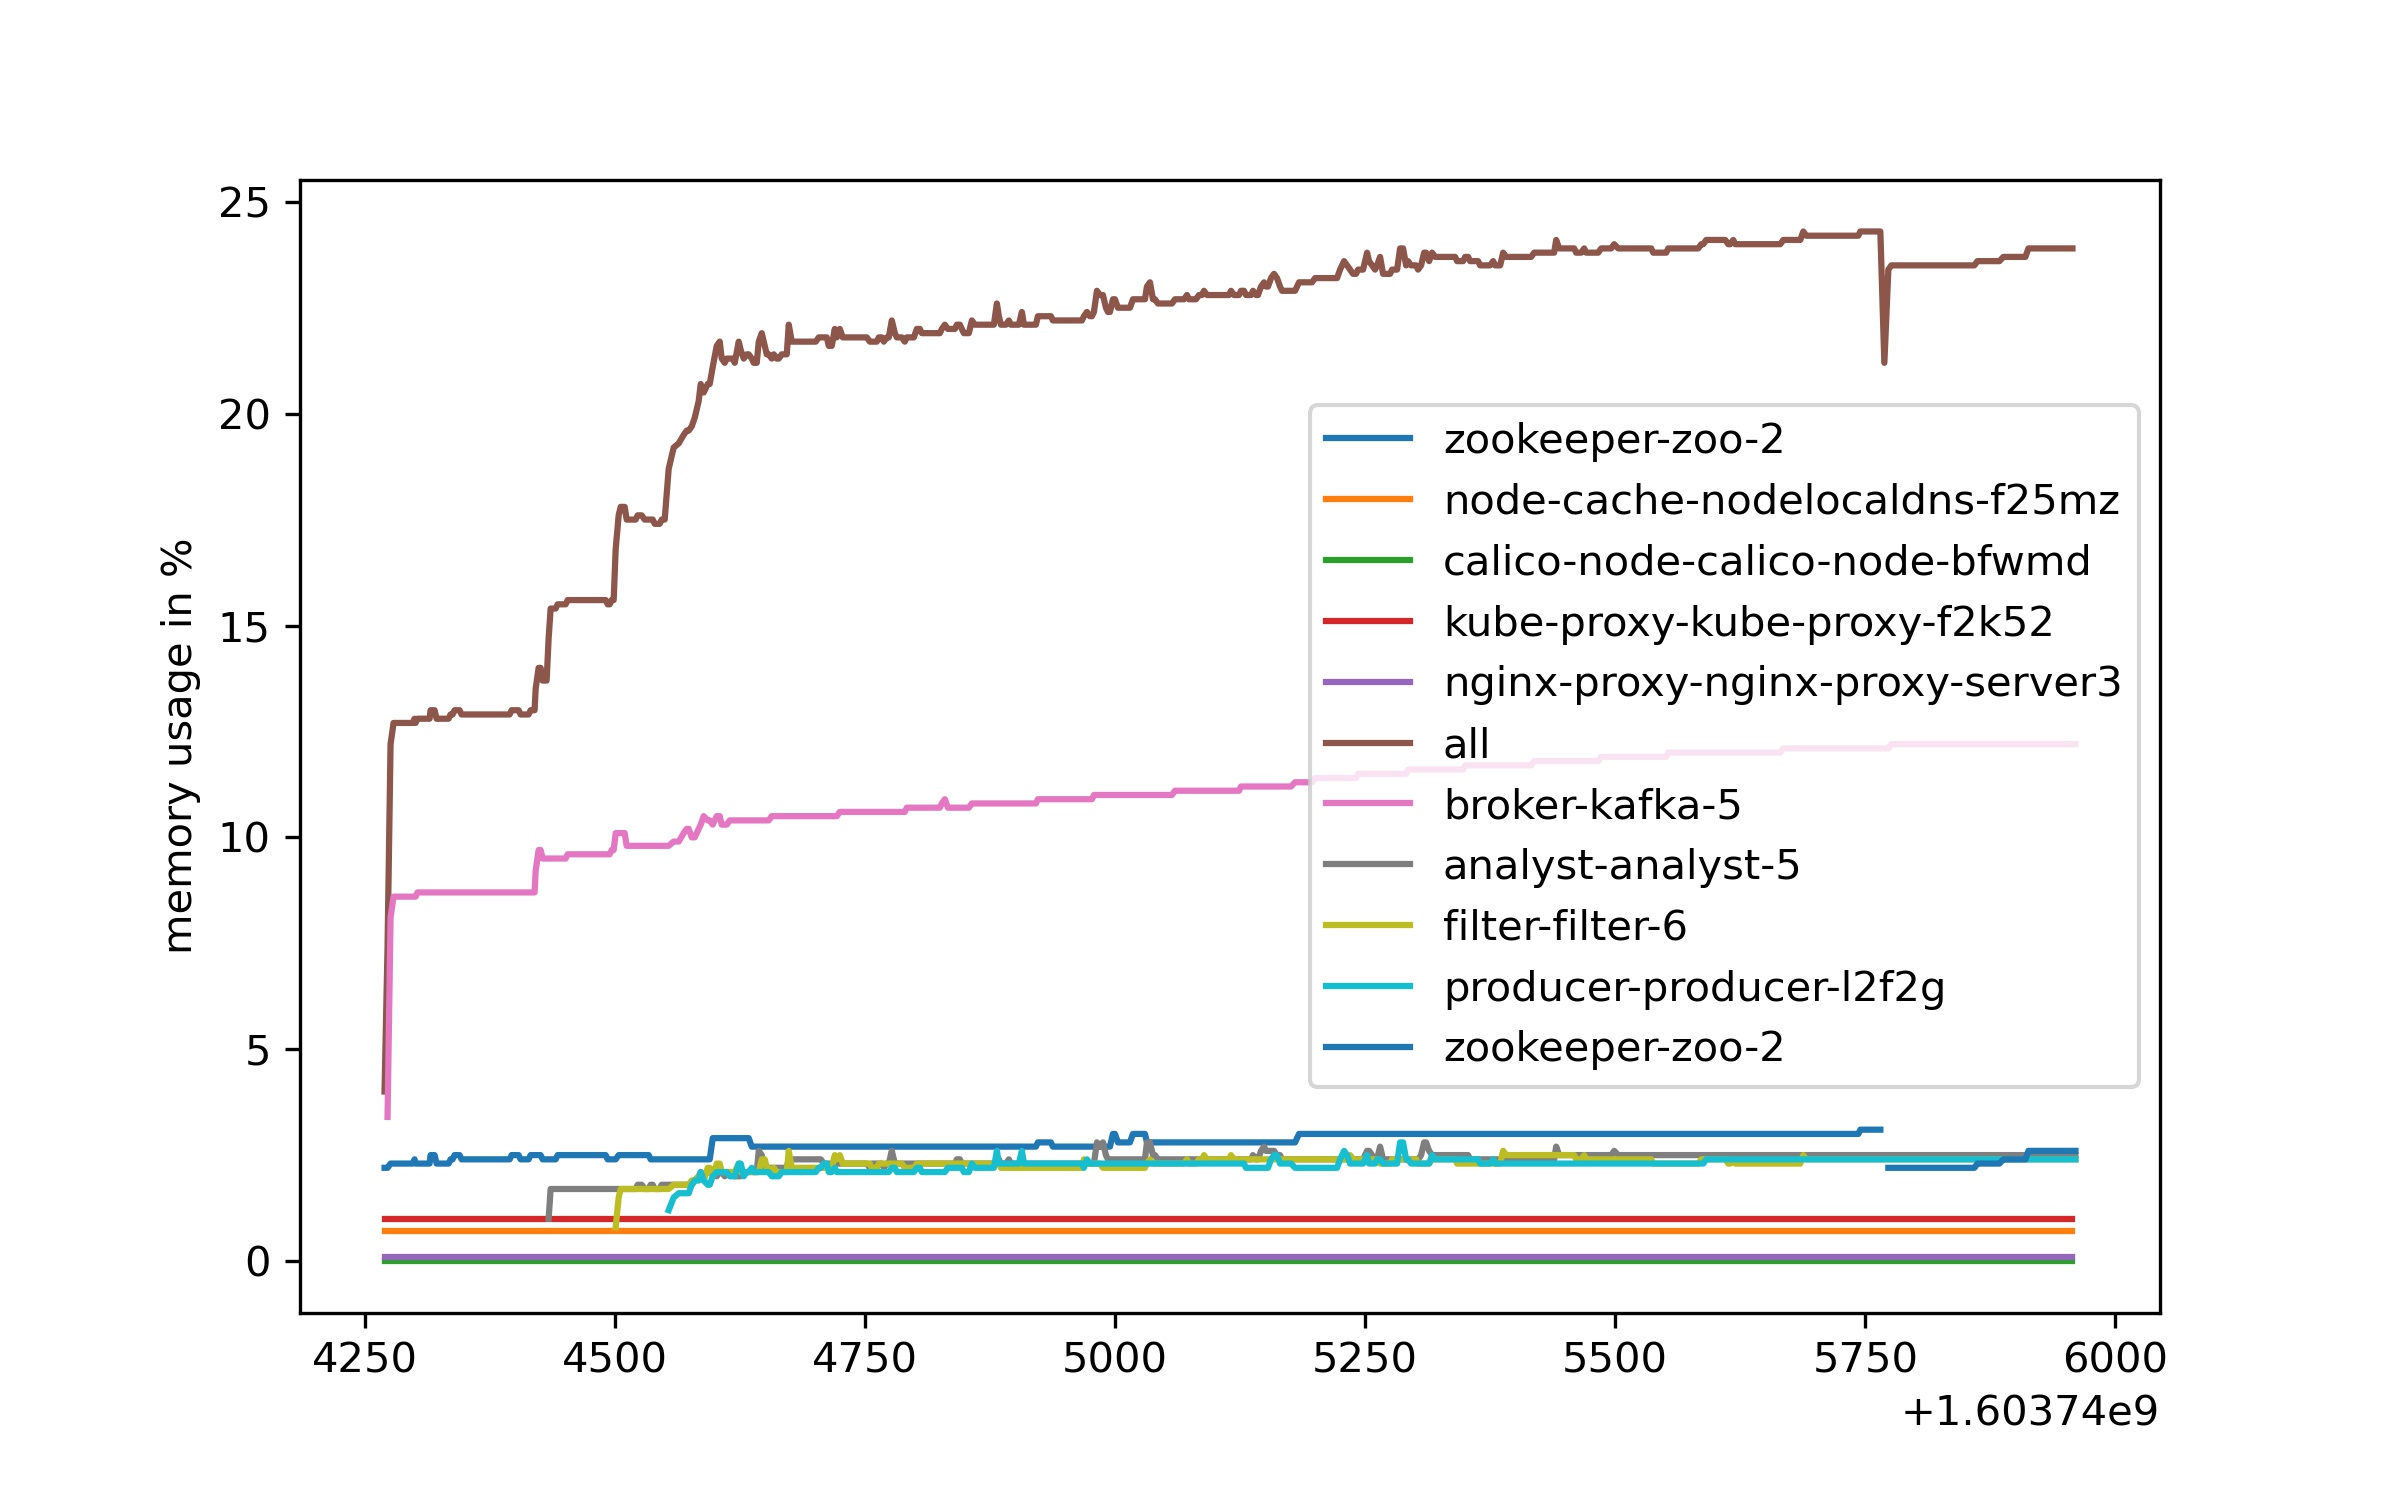 25
20
15
10
5
0
memory usage in %
zookeeper-zoo-2
node-cache-nodelocaldns-f25mz
calico-node-calico-node-bfwmd
kube-proxy-kube-proxy-f2k52
nginx-proxy-nginx-proxy-server3
all
broker-kafka-5
analyst-analyst-5
filter-filter-6
producer-producer-l2f2g
zookeeper-zoo-2
4250 4500 4750 5000 5250 5500 5750 6000
+1.60374e9